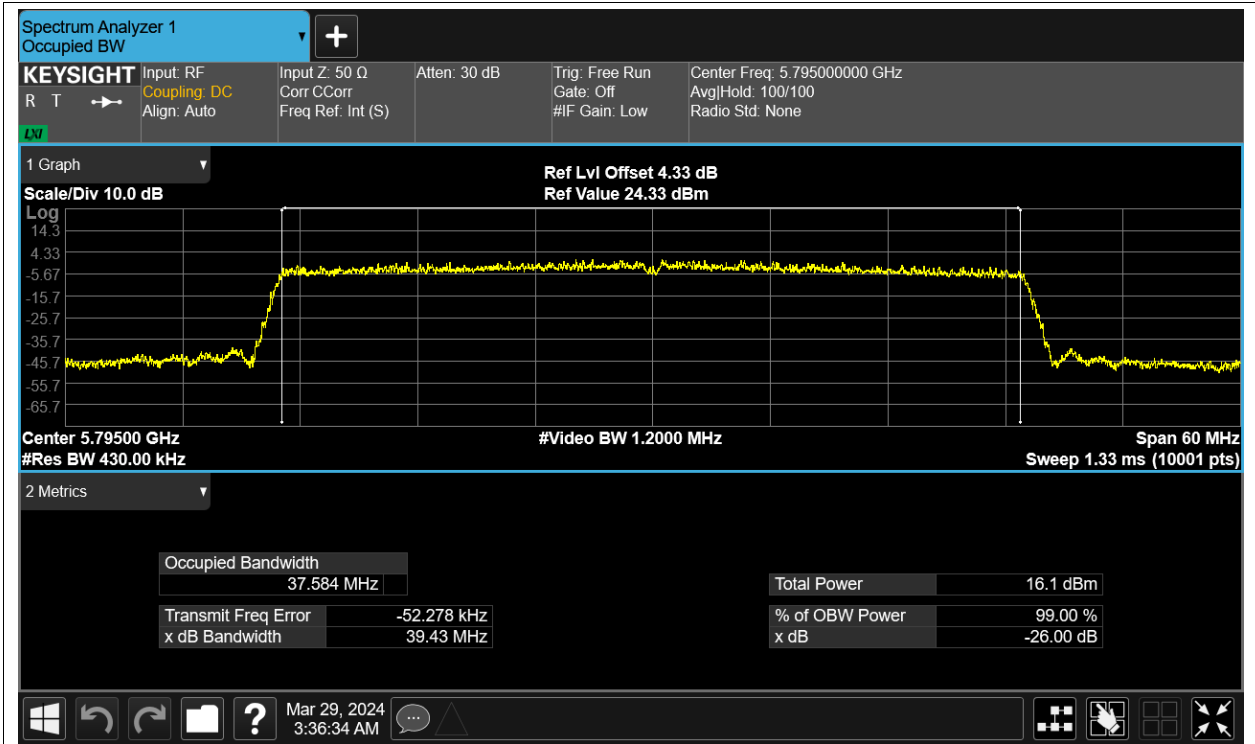 Spectrum Analyzer 1
Occupied BW
▼
+
KEYSIGHT
R T
LXI
Input: RF
Coupling: DC
Align: Auto
Input Z: 50 Ω
Corr CCorr
Freq Ref: Int (S)
Atten: 30 dB
Trig: Free Run
Gate: Off
#IF Gain: Low
Center Freq: 5.795000000 GHz
Avg|Hold: 100/100
Radio Std: None
1 Graph ▼
Scale/Div 10.0 dB
Ref Lvl Offset 4.33 dB
Ref Value 24.33 dBm
Log
14.3
4.33
-5.67
-15.7
-25.7
-35.7
-45.7
-55.7
-65.7
Center 5.79500 GHz
#Video BW 1.2000 MHz
Span 60 MHz
#Res BW 430.00 kHz
Sweep 1.33 ms (10001 pts)
2 Metrics ▼
Occupied Bandwidth
37.584 MHz
Total Power 16.1 dBm
Transmit Freq Error -52.278 kHz
% of OBW Power 99.00 %
x dB Bandwidth 39.43 MHz
x dB -26.00 dB
?
Mar 29, 2024
3:36:34 AM